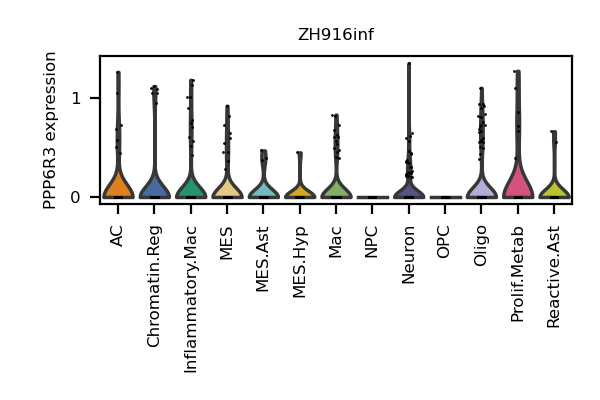 ZH916inf
PPP6R3 expression
1
0
AC
Chromatin.Reg
Inflammatory.Mac
MES
MES.Ast
MES.Hyp
Mac
NPC
Neuron
OPC
Oligo
Prolif.Metab
Reactive.Ast